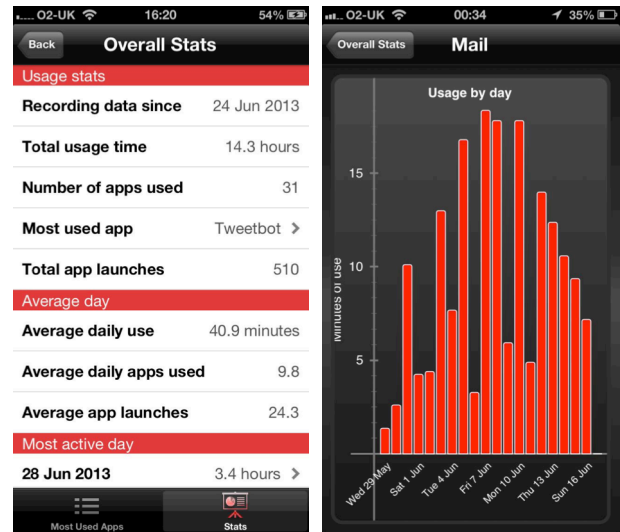 O2-UK 16:20 54%
Back Overall Stats
Usage stats
Recording data since 24 Jun 2013
Total usage time 14.3 hours
Number of apps used 31
Most used app Tweetbot
Total app launches 510
Average day
Average daily use 40.9 minutes
Average daily apps used 9.8
Average app launches 24.3
Most active day
28 Jun 2013 3.4 hours
Most Used Apps Stats
O2-UK 00:34 35%
Overall Stats Mail
Usage by day
15
10
5
Minutes of use
Wed 29 May
Sat 1 Jun
Tue 4 Jun
Fri 7 Jun
Mon 10 Jun
Thu 13 Jun
Sun 16 Jun